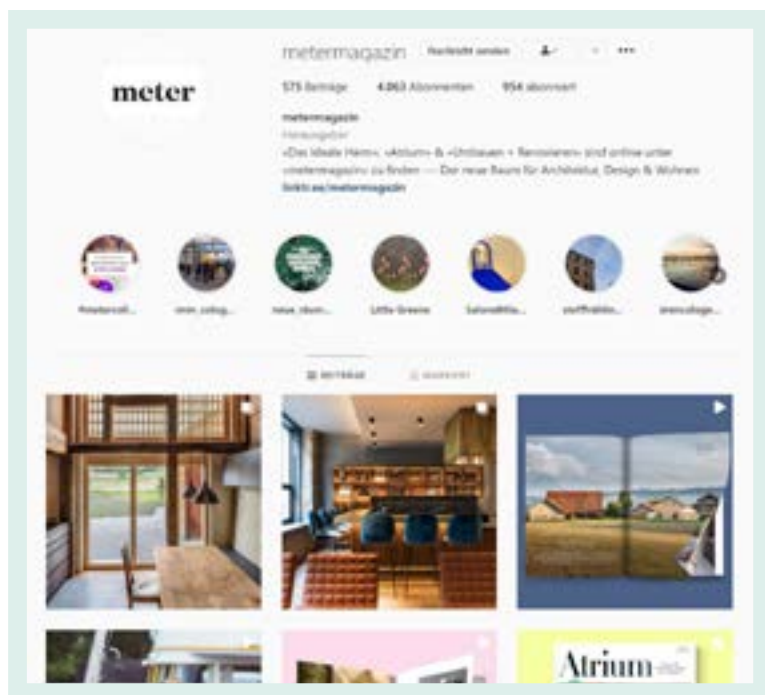 metermagazin Nachricht senden
meter
575 Beiträge 4.063 Abonnenten 954 abonniert
metermagazin
Herausgeber
«Das Ideale Heim», «Atrium» & «Umbauen + Renovieren» sind online unter
«metermagazin» zu finden — Der neue Raum für Architektur, Design & Wohnen
linktr.ee/metermagazin
Little Greene
BEITRÄGE MARKIERT
Atrium